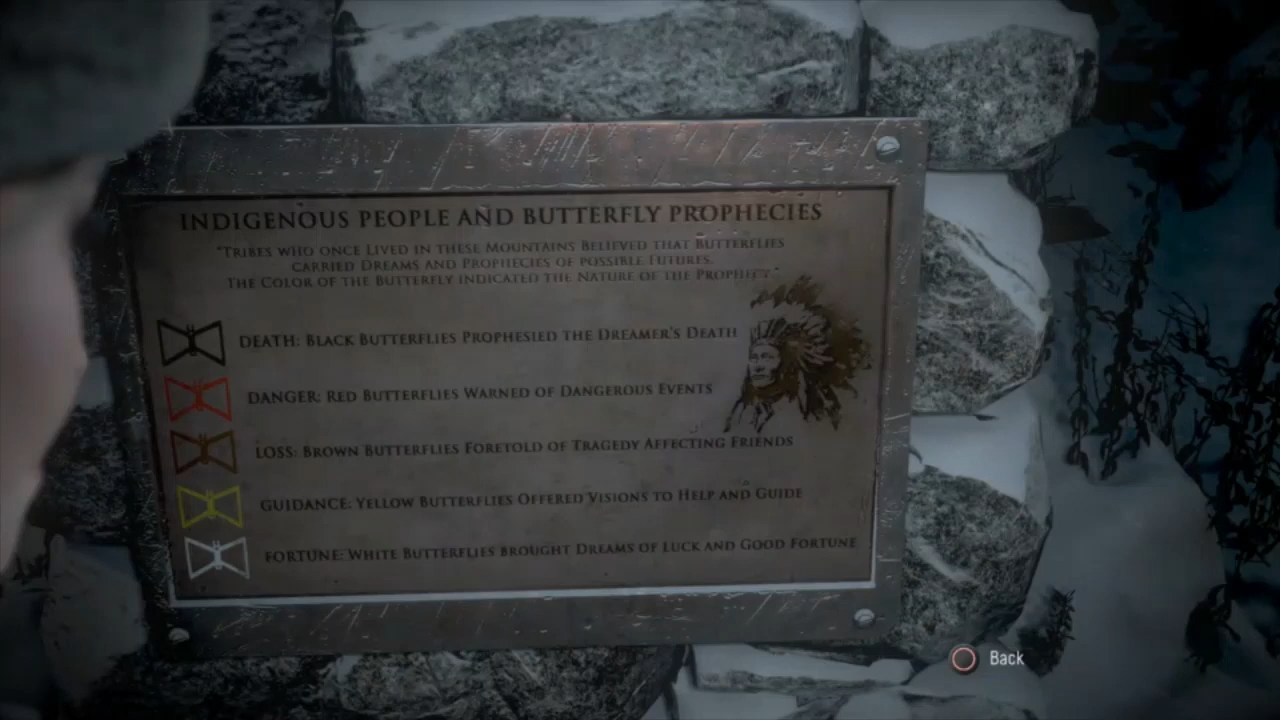 INDIGENOUS PEOPLE AND BUTTERFLY PROPHECIES
"TRIBES WHO ONCE LIVED IN THESE MOUNTAINS BELIEVED THAT BUTTERFLIES
CARRIED DREAMS AND PROPHECIES OF POSSIBLE FUTURES.
THE COLOR OF THE BUTTERFLY INDICATED THE NATURE OF THE PROPHECY."
DEATH: BLACK BUTTERFLIES PROPHESIED THE DREAMER'S DEATH
DANGER: RED BUTTERFLIES WARNED OF DANGEROUS EVENTS
LOSS: BROWN BUTTERFLIES FORETOLD OF TRAGEDY AFFECTING FRIENDS
GUIDANCE: YELLOW BUTTERFLIES OFFERED VISIONS TO HELP AND GUIDE
FORTUNE: WHITE BUTTERFLIES BROUGHT DREAMS OF LUCK AND GOOD FORTUNE
Back